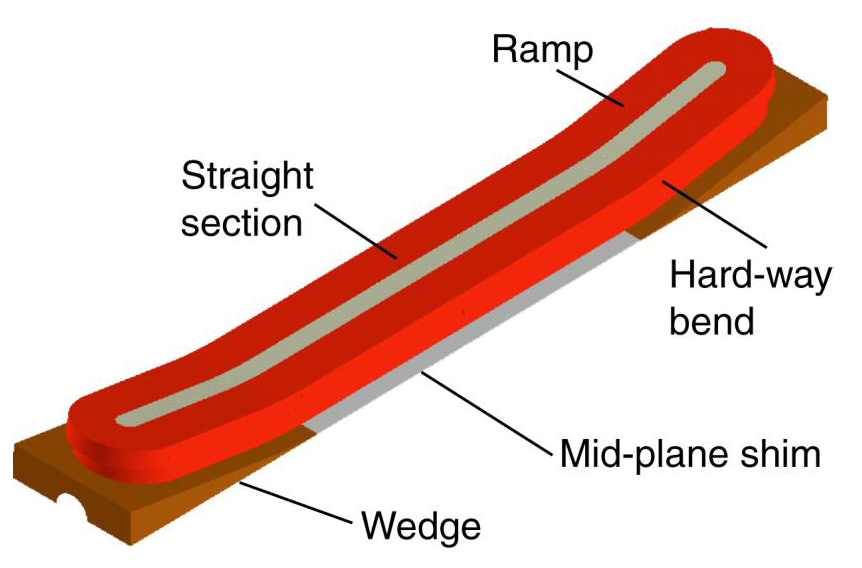 Ramp
Straight
section
Hard-way
bend
Mid-plane shim
Wedge